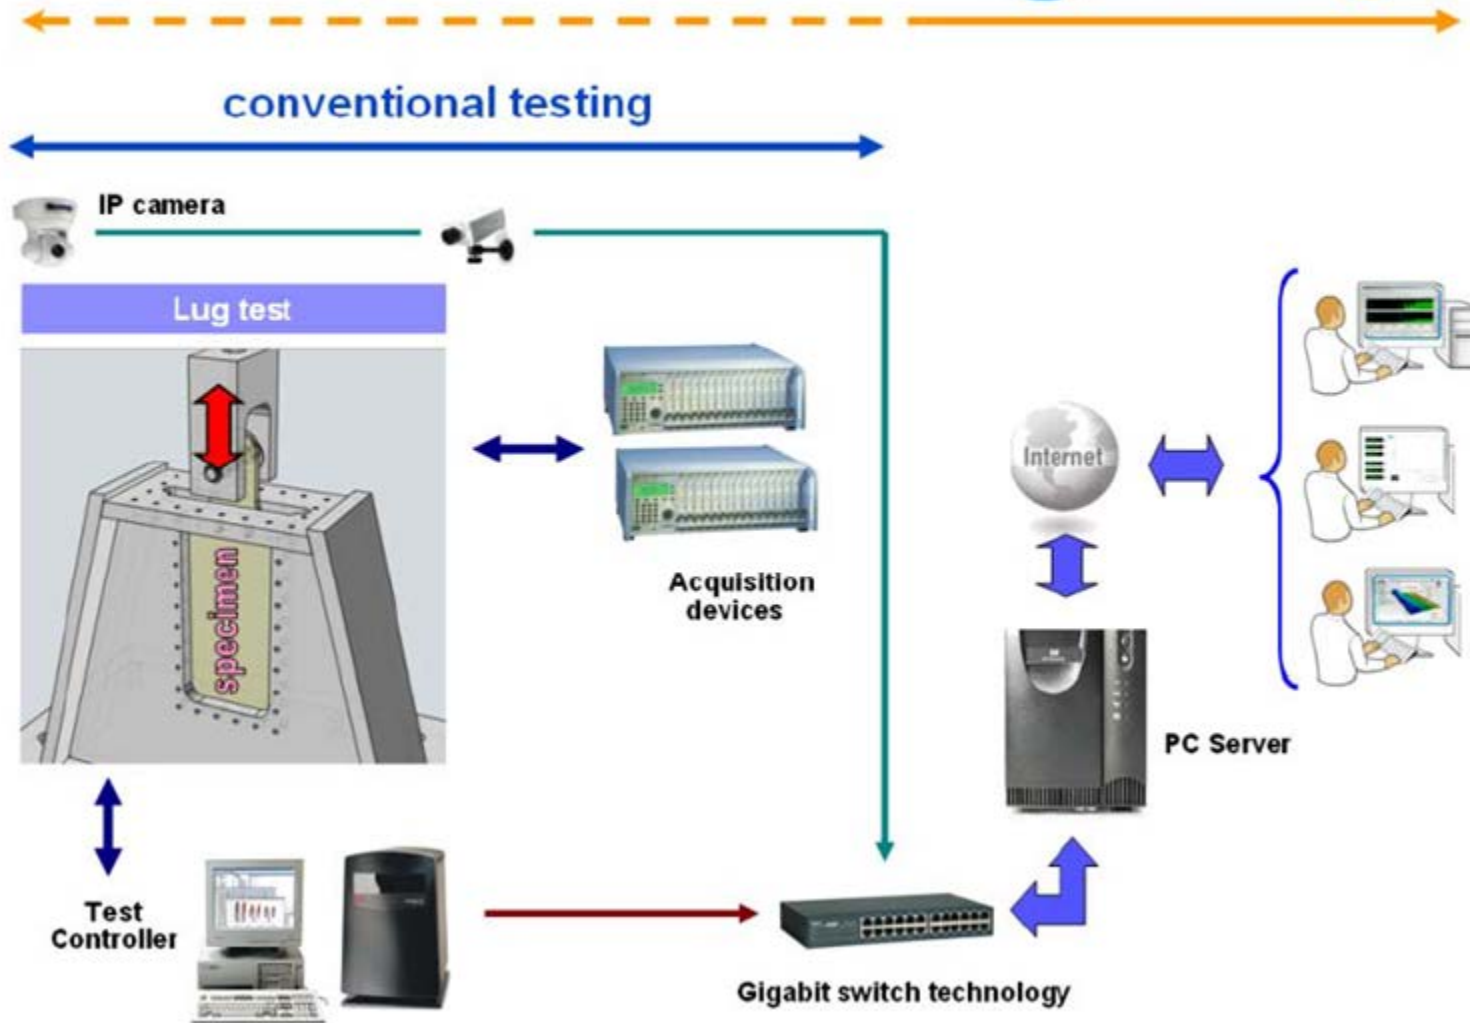 conventional testing
IP camera
Lug test
specimen
Acquisition
devices
Internet
PC Server
Test
Controller
Gigabit switch technology